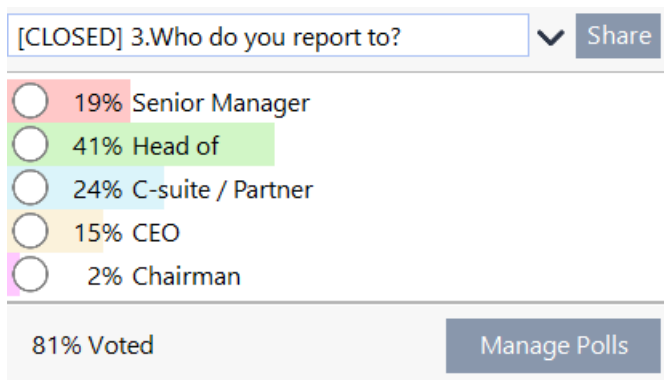 [CLOSED] 3.Who do you report to?
Share
19% Senior Manager
41% Head of
24% C-suite / Partner
15% CEO
2% Chairman
81% Voted
Manage Polls